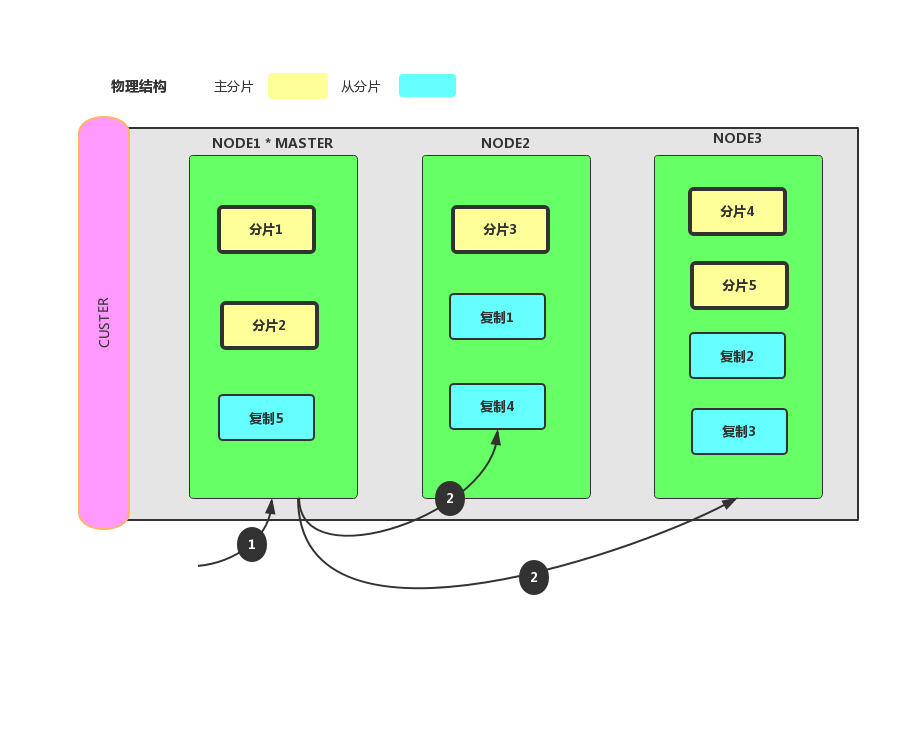 物理结构 主分片 从分片
CUSTER
NODE1 * MASTER
分片1
分片2
复制5
NODE2
分片3
复制1
复制4
NODE3
分片4
分片5
复制2
复制3
1
2
2